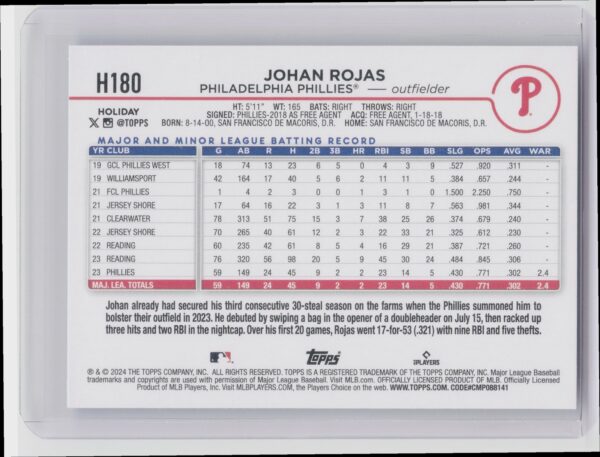 H180
JOHAN ROJAS
PHILADELPHIA PHILLIES® — outfielder
P
HOLIDAY
X @TOPPS
HT: 5'11" WT: 165 BATS: RIGHT THROWS: RIGHT
SIGNED: PHILLIES-2018 AS FREE AGENT ACQ: FREE AGENT, 1-18-18
BORN: 8-14-00, SAN FRANCISCO DE MACORIS, D.R. HOME: SAN FRANCISCO DE MACORIS, D.R.
MAJOR AND MINOR LEAGUE BATTING RECORD
YR CLUB G AB R H 2B 3B HR RBI SB BB SLG OPS AVG WAR
19 GCL PHILLIES WEST 18 74 13 23 6 5 0 4 3 9 .527 .920 .311 -
19 WILLIAMSPORT 42 164 17 40 5 6 2 11 11 5 .384 .657 .244 -
21 FCL PHILLIES 1 4 2 3 0 0 1 3 1 0 1.500 2.250 .750 -
21 JERSEY SHORE 17 64 16 22 3 1 3 11 8 7 .563 .981 .344 -
21 CLEARWATER 78 313 51 75 15 3 7 38 25 26 .374 .679 .240 -
22 JERSEY SHORE 70 265 40 61 12 2 3 22 33 21 .325 .612 .230 -
22 READING 60 235 42 61 8 5 4 16 29 21 .387 .721 .260 -
23 READING 76 320 56 98 20 5 9 45 30 24 .484 .845 .306 -
23 PHILLIES 59 149 24 45 9 2 2 23 14 5 .430 .771 .302 2.4
MAJ. LEA. TOTALS 59 149 24 45 9 2 2 23 14 5 .430 .771 .302 2.4
Johan already had secured his third consecutive 30-steal season on the farms when the Phillies summoned him to
bolster their outfield in 2023. He debuted by swiping a bag in the opener of a doubleheader on July 15, then racked up
three hits and two RBI in the nightcap. Over his first 20 games, Rojas went 17-for-53 (.321) with nine RBI and five thefts.
Topps
PLAYERS
® & © 2024 THE TOPPS COMPANY, INC. ALL RIGHTS RESERVED. TOPPS IS A REGISTERED TRADEMARK OF THE TOPPS COMPANY, INC. Major League Baseball
trademarks and copyrights are used with permission of Major League Baseball. Visit MLB.com. OFFICIALLY LICENSED PRODUCT OF MLB. Official Licensed
Product of MLB Players, Inc. Visit MLBPLAYERS.com, the Players Choice on the web. WWW.TOPPS.COM. CODE#CMP088141